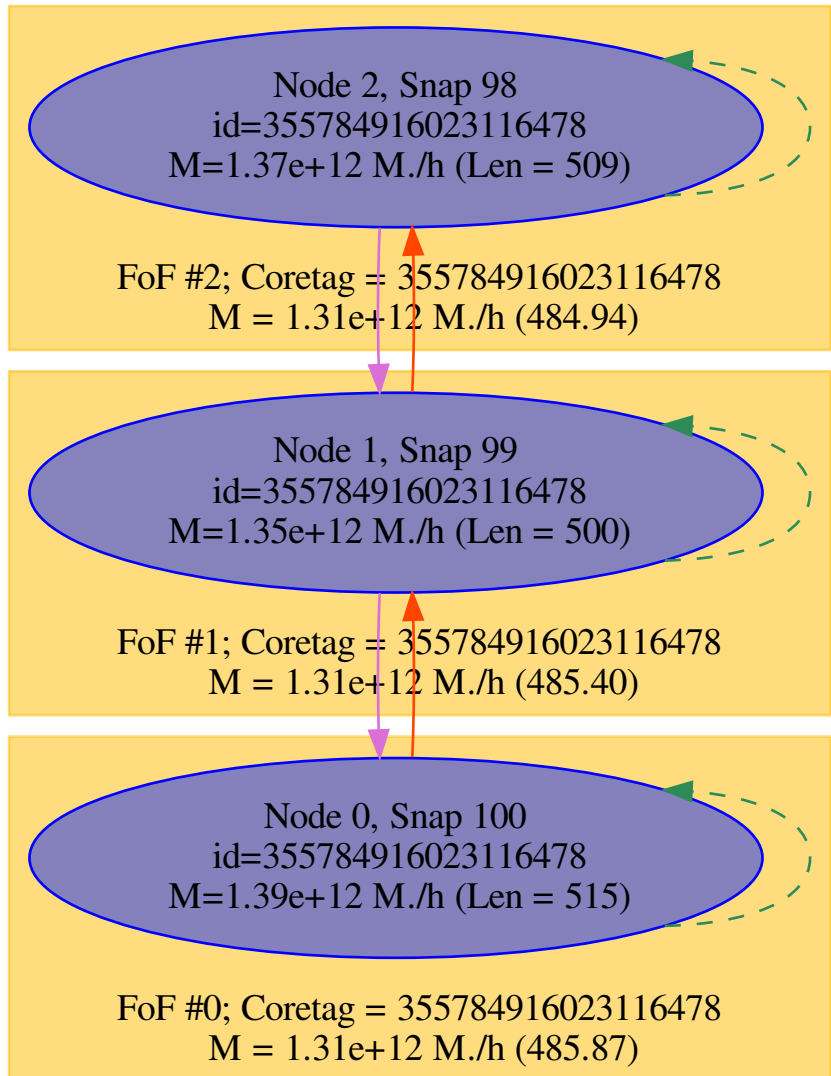 Node 2, Snap 98
id=355784916023116478
M=1.37e+12 M./h (Len = 509)
FoF #2; Coretag = 355784916023116478
M = 1.31e+12 M./h (484.94)
Node 1, Snap 99
id=355784916023116478
M=1.35e+12 M./h (Len = 500)
FoF #1; Coretag = 355784916023116478
M = 1.31e+12 M./h (485.40)
Node 0, Snap 100
id=355784916023116478
M=1.39e+12 M./h (Len = 515)
FoF #0; Coretag = 355784916023116478
M = 1.31e+12 M./h (485.87)